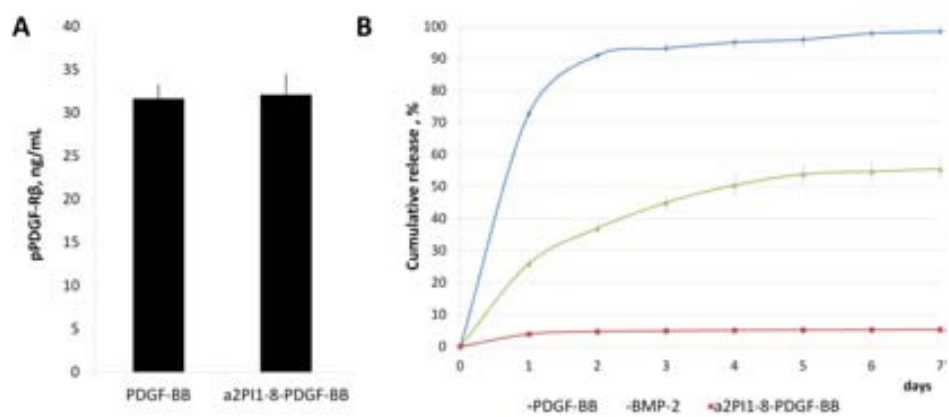 A
pPDGF-Rβ, ng/mL
40
35
30
25
20
15
10
5
0
PDGF-BB
a2PI1-8-PDGF-BB
B
Cumulative release , %
100
90
80
70
60
50
40
30
20
10
0
0 1 2 3 4 5 6 7
days
PDGF-BB BMP-2 a2PI1-8-PDGF-BB